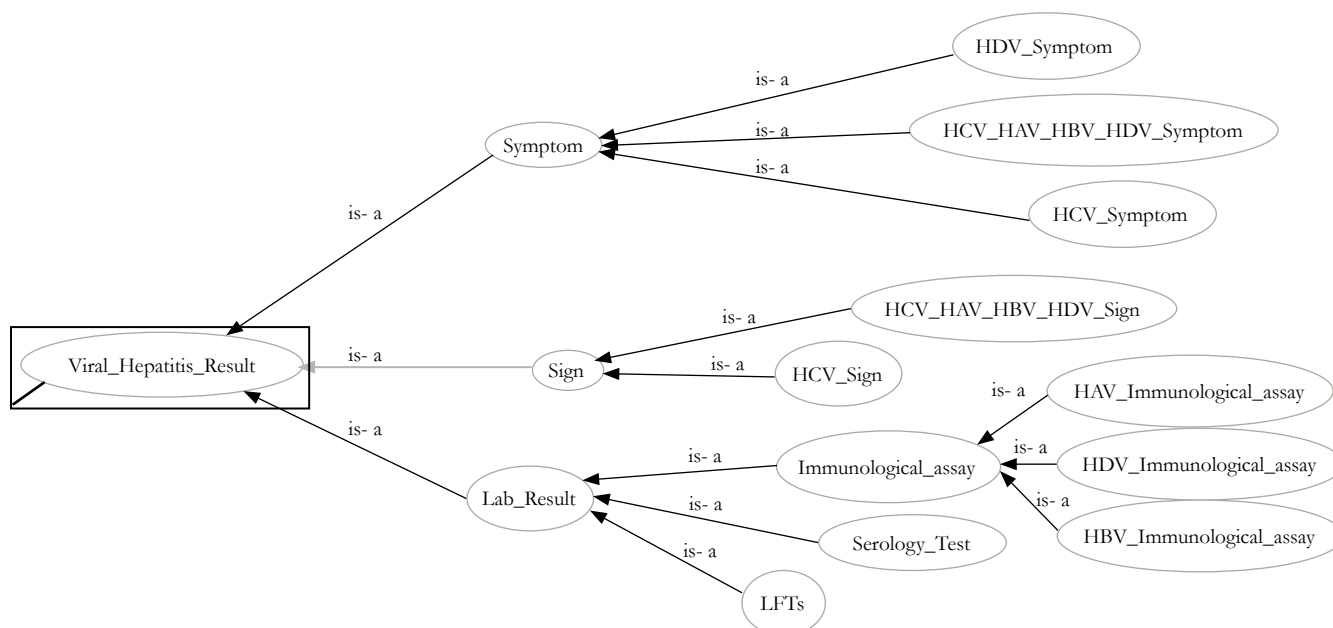 HDV_Symptom
is- a
Symptom
is- a
HCV_HAV_HBV_HDV_Symptom
is- a
HCV_Symptom
is- a
Viral_Hepatitis_Result
is- a
Sign
is- a
HCV_HAV_HBV_HDV_Sign
is- a
HCV_Sign
is- a
Lab_Result
is- a
Immunological_assay
is- a
HAV_Immunological_assay
is- a
HDV_Immunological_assay
is- a
HBV_Immunological_assay
is- a
Serology_Test
is- a
LFTs